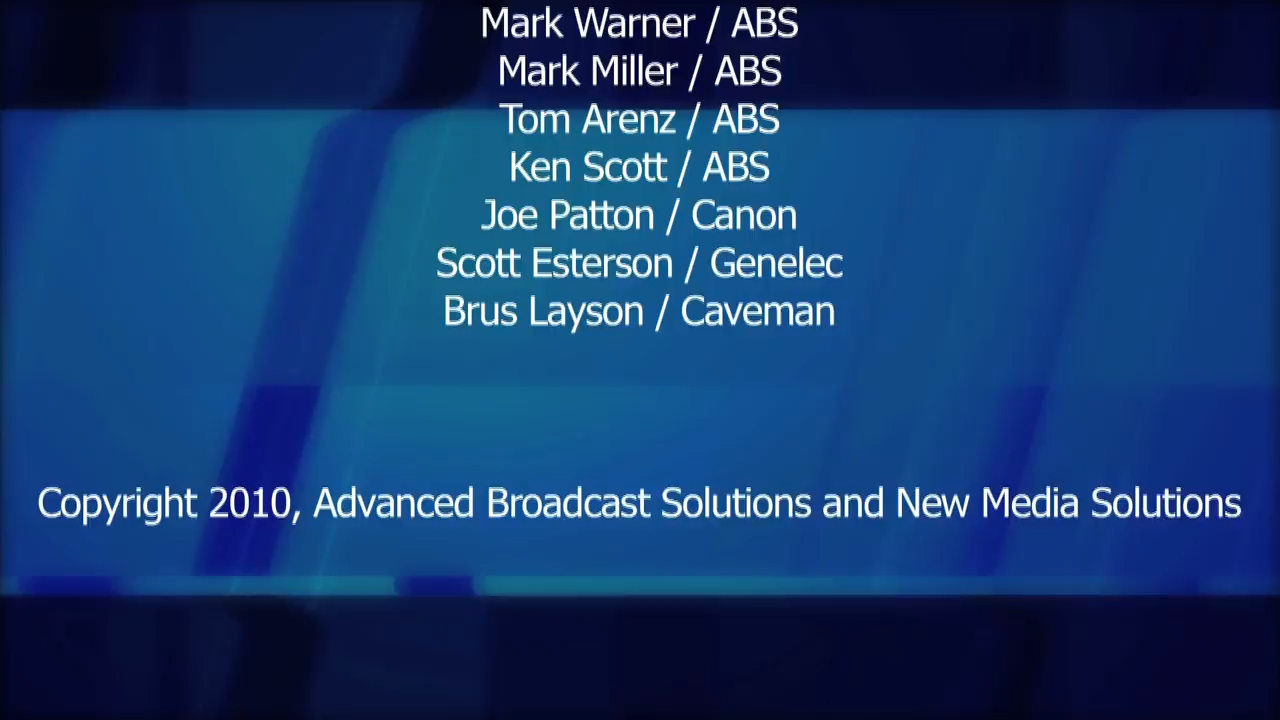 Mark Warner / ABS
Mark Miller / ABS
Tom Arenz / ABS
Ken Scott / ABS
Joe Patton / Canon
Scott Esterson / Genelec
Brus Layson / Caveman
Copyright 2010, Advanced Broadcast Solutions and New Media Solutions